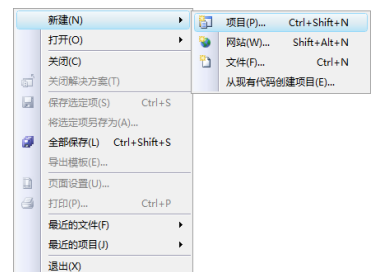 新建(N)
打开(O)
关闭(C)
关闭解决方案(T)
保存选定项(S) Ctrl+S
将选定项另存为(A)...
全部保存(L) Ctrl+Shift+S
导出模板(E)...
页面设置(U)...
打印(P)... Ctrl+P
最近的文件(F)
最近的项目(J)
退出(X)
项目(P)... Ctrl+Shift+N
网站(W)... Shift+Alt+N
文件(F)... Ctrl+N
从现有代码创建项目(E)...